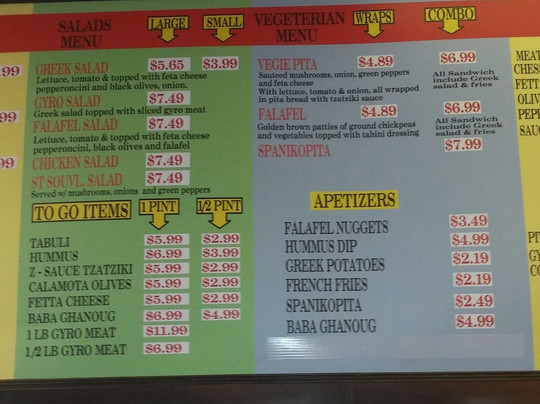 SALADS MENU LARGE SMALL
GREEK SALAD $5.65 $3.99
Lettuce, tomato & topped with feta cheese
pepperoncini and black olives, onion.
GYRO SALAD $7.49
Greek salad topped with sliced gyro meat
FALAFEL SALAD $7.49
Lettuce, tomato & topped with feta cheese
pepperoncini, black olives and falafel
CHICKEN SALAD $7.49
ST SOUVL. SALAD $7.49
Served w/ mushrooms, onions and green peppers
TO GO ITEMS 1 PINT 1/2 PINT
TABULI $5.99 $2.99
HUMMUS $6.99 $3.99
Z - SAUCE TZATZIKI $5.99 $2.99
CALAMOTA OLIVES $5.99 $2.99
FETTA CHEESE $5.99 $2.99
BABA GHANOUG $6.99 $4.99
1 LB GYRO MEAT $11.99
1/2 LB GYRO MEAT $6.99
VEGETERIAN MENU WRAPS COMBO
VEGIE PITA $4.89 $6.99
Sauteed mushrooms, onion, green peppers
and feta cheese
With lettuce, tomato & onion, all wrapped
in pita bread with tzatziki sauce
All Sandwich
include Greek
salad & fries
FALAFEL $4.89 $6.99
Golden brown patties of ground chickpeas
and vegetables topped with tahini dressing
All Sandwich
include Greek
salad & fries
SPANIKOPITA $7.99
APETIZERS
FALAFEL NUGGETS $3.49
HUMMUS DIP $4.99
GREEK POTATOES $2.19
FRENCH FRIES $2.19
SPANIKOPITA $2.49
BABA GHANOUG $4.99